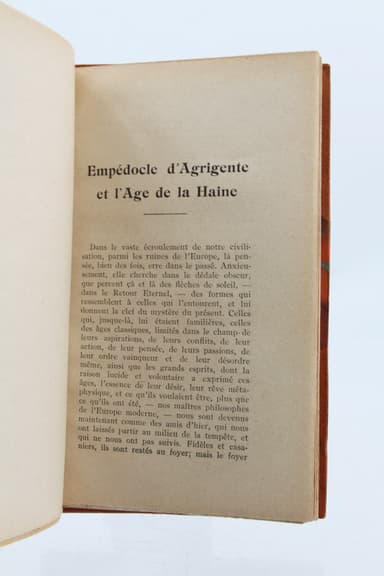 Empédocle d'Agrigente
et l'Age de la Haine
Dans le vaste écroulement de notre civili-
sation, parmi les ruines de l'Europe, la pen-
sée, bien des fois, erre dans le passé. Anxieu-
sement, elle cherche dans le dédale obscur,
que percent çà et là des flèches de soleil, —
dans le Retour Eternel, — des formes qui
ressemblent à celles qui l'entourent, et lui
donnent la clef du mystère du présent. Celles
qui, jusque-là, lui étaient familières, celles
des âges classiques, limités dans le champ de
leurs aspirations, de leurs conflits, de leur
action, de leur pensée, de leurs passions, de
leur ordre vainqueur et de leur désordre
même, ainsi que les grands esprits, dont la
raison lucide et volontaire a exprimé ces
âges, l'essence de leur désir, leur rêve méta-
physique, et ce qu'ils voulaient être, plus que
ce qu'ils ont été, — nos maîtres philosophes
de l'Europe moderne, — nous sont devenus
maintenant comme des amis d'hier, qui nous
ont laissés partir au milieu de la tempête, et
qui ne nous ont pas suivis. Fidèles et casa-
niers, ils sont restés au foyer; mais le foyer